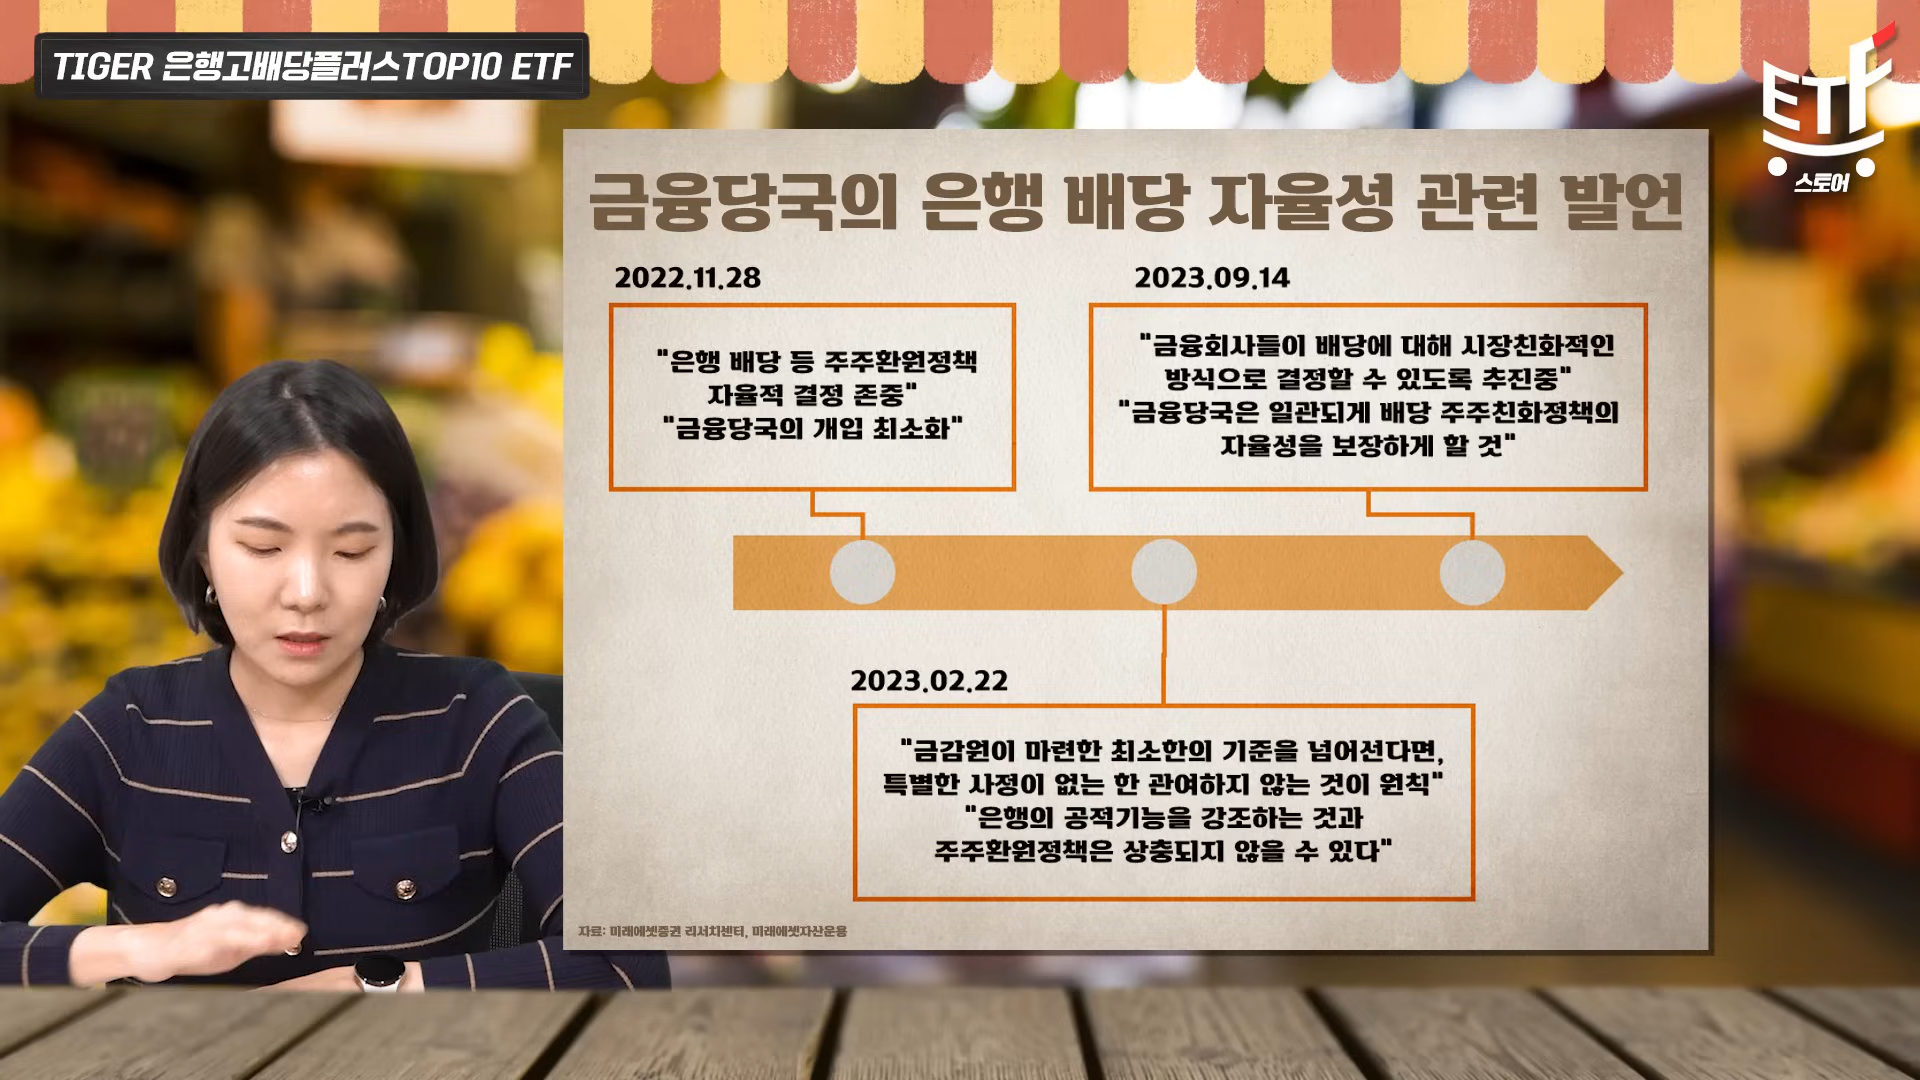 TIGER 은행고배당플러스TOP10 ETF
ETF
스토어
금융당국의 은행 배당 자율성 관련 발언
2022.11.28
"은행 배당 등 주주환원정책
자율적 결정 존중"
"금융당국의 개입 최소화"
2023.09.14
"금융회사들이 배당에 대해 시장친화적인
방식으로 결정할 수 있도록 추진중"
"금융당국은 일관되게 배당 주주친화정책의
자율성을 보장하게 할 것"
2023.02.22
"금감원이 마련한 최소한의 기준을 넘어선다면,
특별한 사정이 없는 한 관여하지 않는 것이 원칙"
"은행의 공적기능을 강조하는 것과
주주환원정책은 상충되지 않을 수 있다"
자료: 미래에셋증권 리서치센터, 미래에셋자산운용